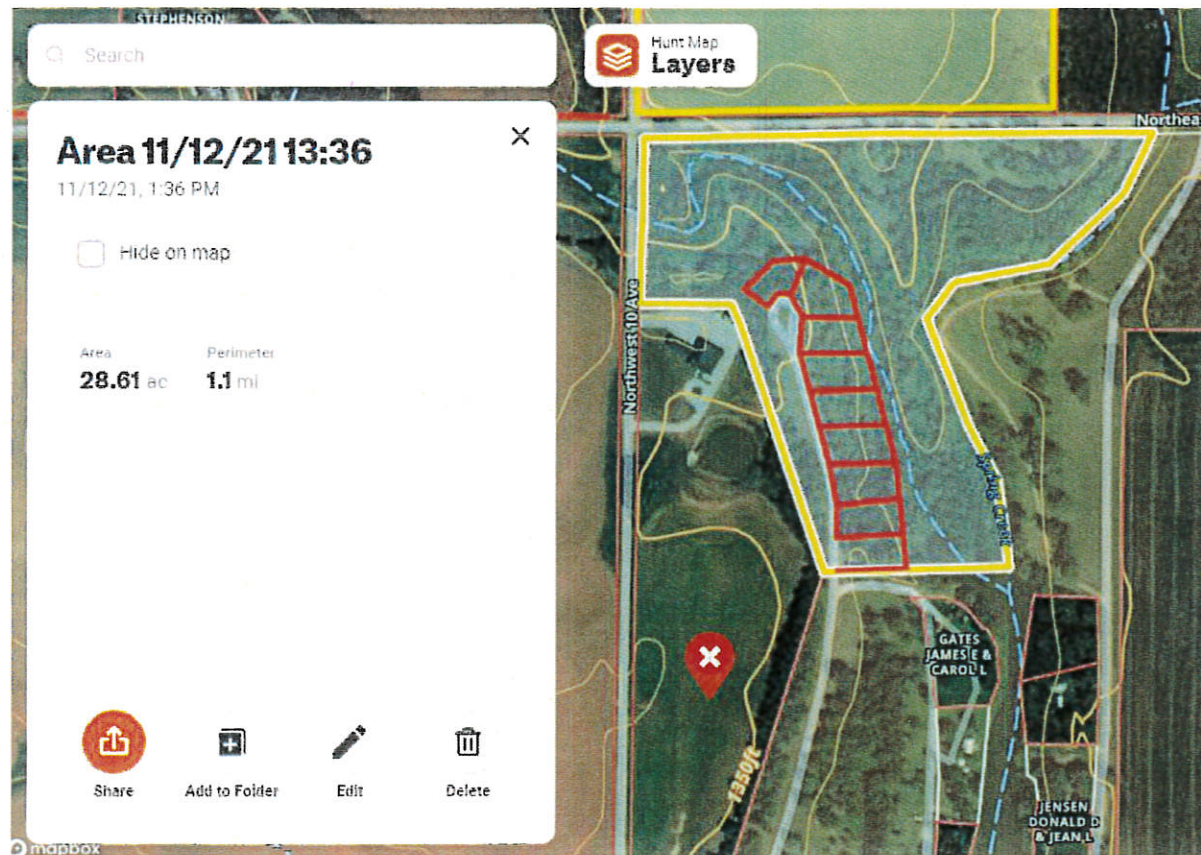 STEPHENSON
Search
Hunt Map
Layers
Area 11/12/21 13:36
11/12/21, 1:36 PM
Hide on map
Area
Perimeter
28.61 ac
1.1 mi
Share
Add to Folder
Edit
Delete
mapbox
Northea
Northwest 10 Ave
1350ft
GATES
JAMES E &
CAROL L
JENSEN
DONALD D
& JEAN L